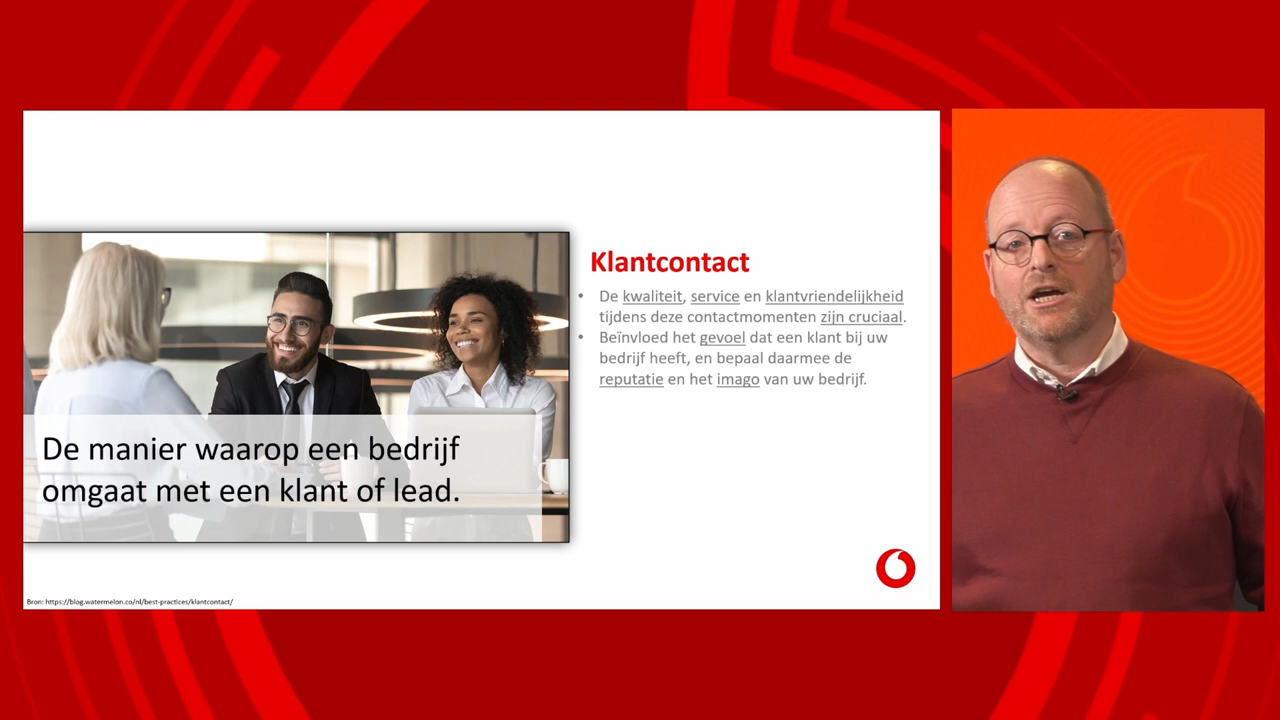 Klantcontact
• De kwaliteit, service en klantvriendelijkheid
tijdens deze contactmomenten zijn cruciaal.
• Beïnvloed het gevoel dat een klant bij uw
bedrijf heeft, en bepaal daarmee de
reputatie en het imago van uw bedrijf.
De manier waarop een bedrijf
omgaat met een klant of lead.
Bron: https://blog.watermelon.co/nl/best-practices/klantcontact/